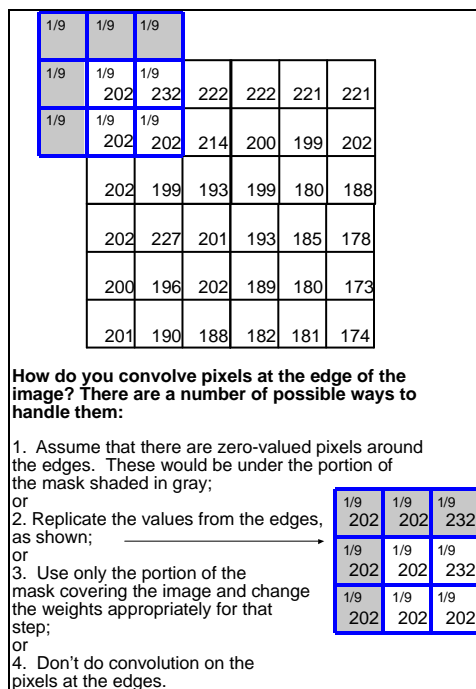 1/9 1/9 1/9
1/9 1/9 1/9
202 232 222 222 221 221
1/9 1/9 1/9
202 202 214 200 199 202
202 199 193 199 180 188
202 227 201 193 185 178
200 196 202 189 180 173
201 190 188 182 181 174
How do you convolve pixels at the edge of the
image? There are a number of possible ways to
handle them:
1. Assume that there are zero-valued pixels around
the edges. These would be under the portion of
the mask shaded in gray;
or
2. Replicate the values from the edges,
as shown;
or
3. Use only the portion of the
mask covering the image and change
the weights appropriately for that
step;
or
4. Don't do convolution on the
pixels at the edges.
1/9 1/9 1/9
202 202 232
1/9 1/9 1/9
202 202 232
1/9 1/9 1/9
202 202 202